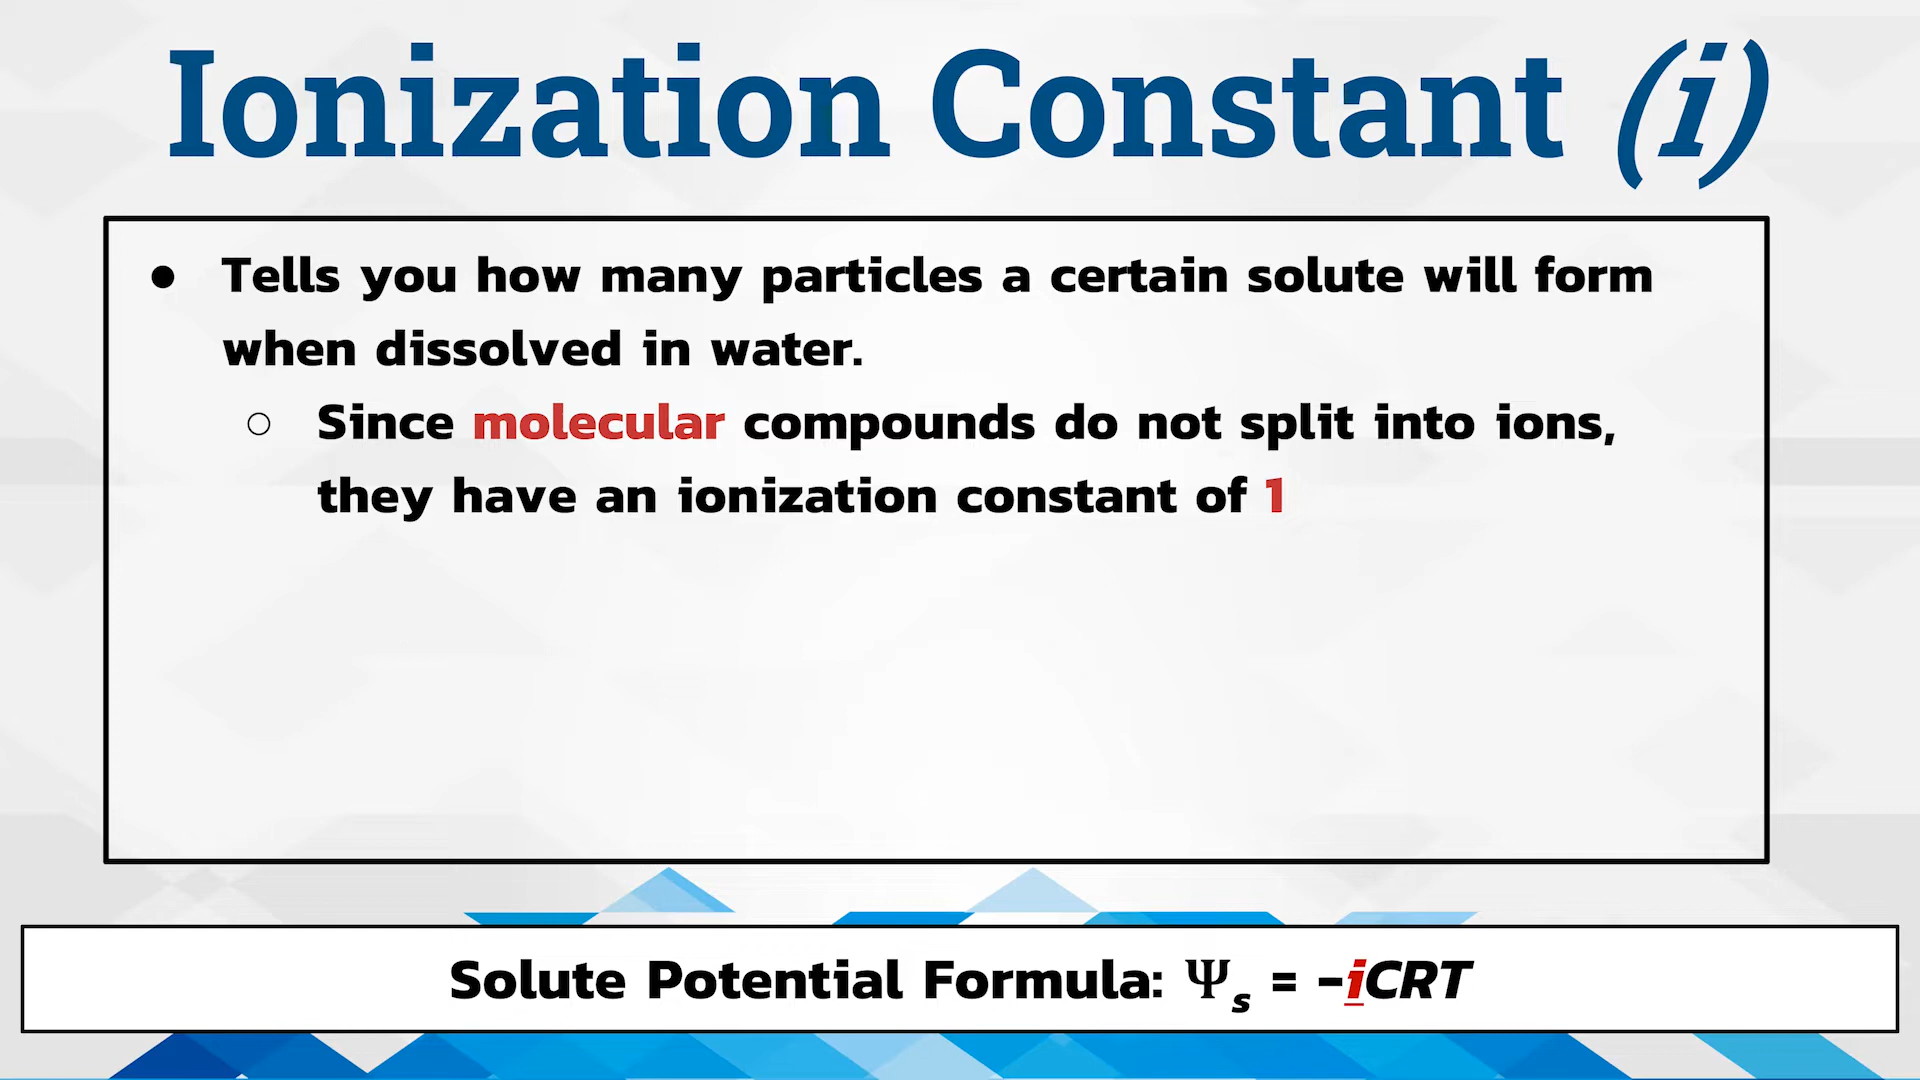 Ionization Constant (i)
● Tells you how many particles a certain solute will form
when dissolved in water.
○ Since molecular compounds do not split into ions,
they have an ionization constant of 1
Solute Potential Formula: Ψs = -iCRT